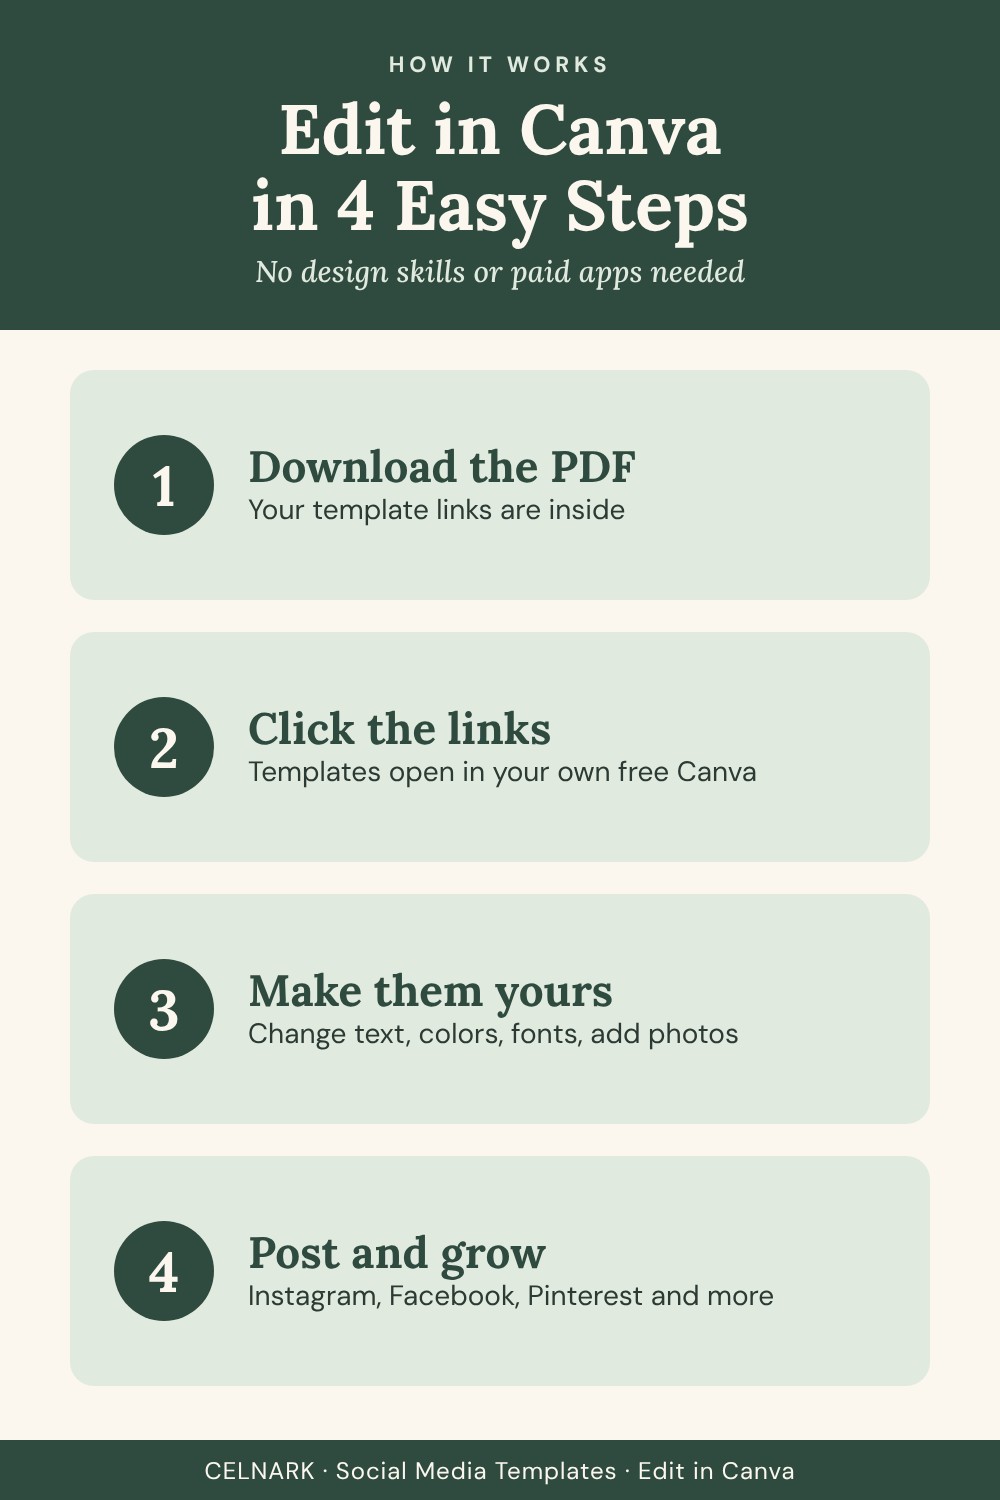 HOW IT WORKS
Edit in Canva
in 4 Easy Steps
No design skills or paid apps needed
1
Download the PDF
Your template links are inside
2
Click the links
Templates open in your own free Canva
3
Make them yours
Change text, colors, fonts, add photos
4
Post and grow
Instagram, Facebook, Pinterest and more
CELNARK · Social Media Templates · Edit in Canva